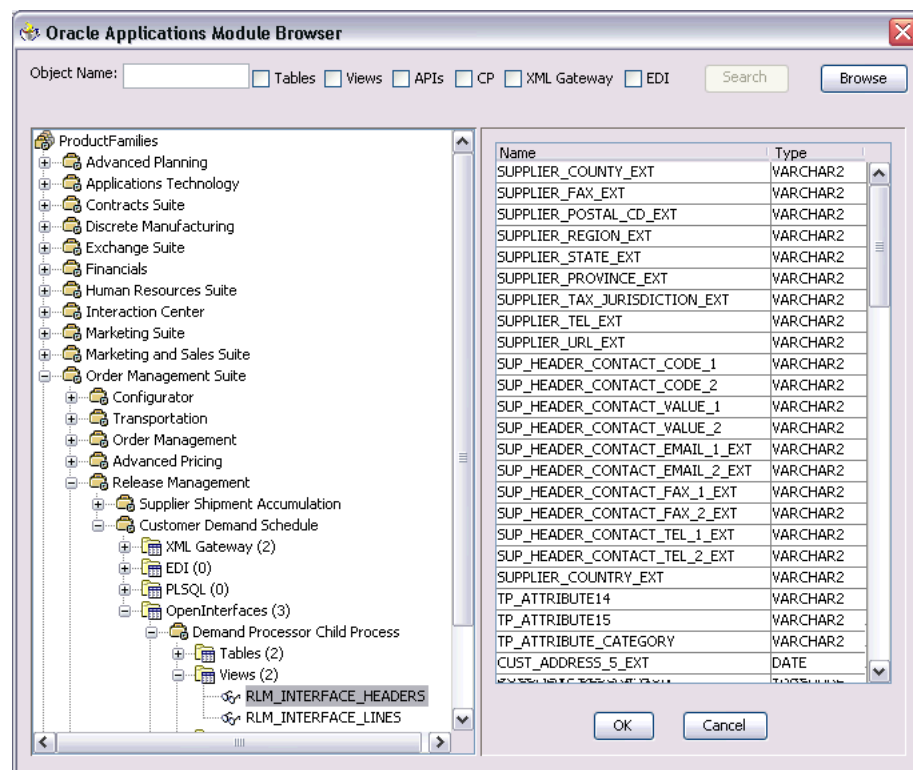 Oracle Applications Module Browser
Object Name: Tables Views APIs CP XML Gateway EDI Search Browse
ProductFamilies
Advanced Planning
Applications Technology
Contracts Suite
Discrete Manufacturing
Exchange Suite
Financials
Human Resources Suite
Interaction Center
Marketing Suite
Marketing and Sales Suite
Order Management Suite
Configurator
Transportation
Order Management
Advanced Pricing
Release Management
Supplier Shipment Accumulation
Customer Demand Schedule
XML Gateway (2)
EDI (0)
PLSQL (0)
OpenInterfaces (3)
Demand Processor Child Process
Tables (2)
Views (2)
RLM_INTERFACE_HEADERS
RLM_INTERFACE_LINES
Name Type
SUPPLIER_COUNTY_EXT VARCHAR2
SUPPLIER_FAX_EXT VARCHAR2
SUPPLIER_POSTAL_CD_EXT VARCHAR2
SUPPLIER_REGION_EXT VARCHAR2
SUPPLIER_STATE_EXT VARCHAR2
SUPPLIER_PROVINCE_EXT VARCHAR2
SUPPLIER_TAX_JURISDICTION_EXT VARCHAR2
SUPPLIER_TEL_EXT VARCHAR2
SUPPLIER_URL_EXT VARCHAR2
SUP_HEADER_CONTACT_CODE_1 VARCHAR2
SUP_HEADER_CONTACT_CODE_2 VARCHAR2
SUP_HEADER_CONTACT_VALUE_1 VARCHAR2
SUP_HEADER_CONTACT_VALUE_2 VARCHAR2
SUP_HEADER_CONTACT_EMAIL_1_EXT VARCHAR2
SUP_HEADER_CONTACT_EMAIL_2_EXT VARCHAR2
SUP_HEADER_CONTACT_FAX_1_EXT VARCHAR2
SUP_HEADER_CONTACT_FAX_2_EXT VARCHAR2
SUP_HEADER_CONTACT_TEL_1_EXT VARCHAR2
SUP_HEADER_CONTACT_TEL_2_EXT VARCHAR2
SUPPLIER_COUNTRY_EXT VARCHAR2
TP_ATTRIBUTE14 VARCHAR2
TP_ATTRIBUTE15 VARCHAR2
TP_ATTRIBUTE_CATEGORY VARCHAR2
CUST_ADDRESS_5_EXT DATE
OK Cancel